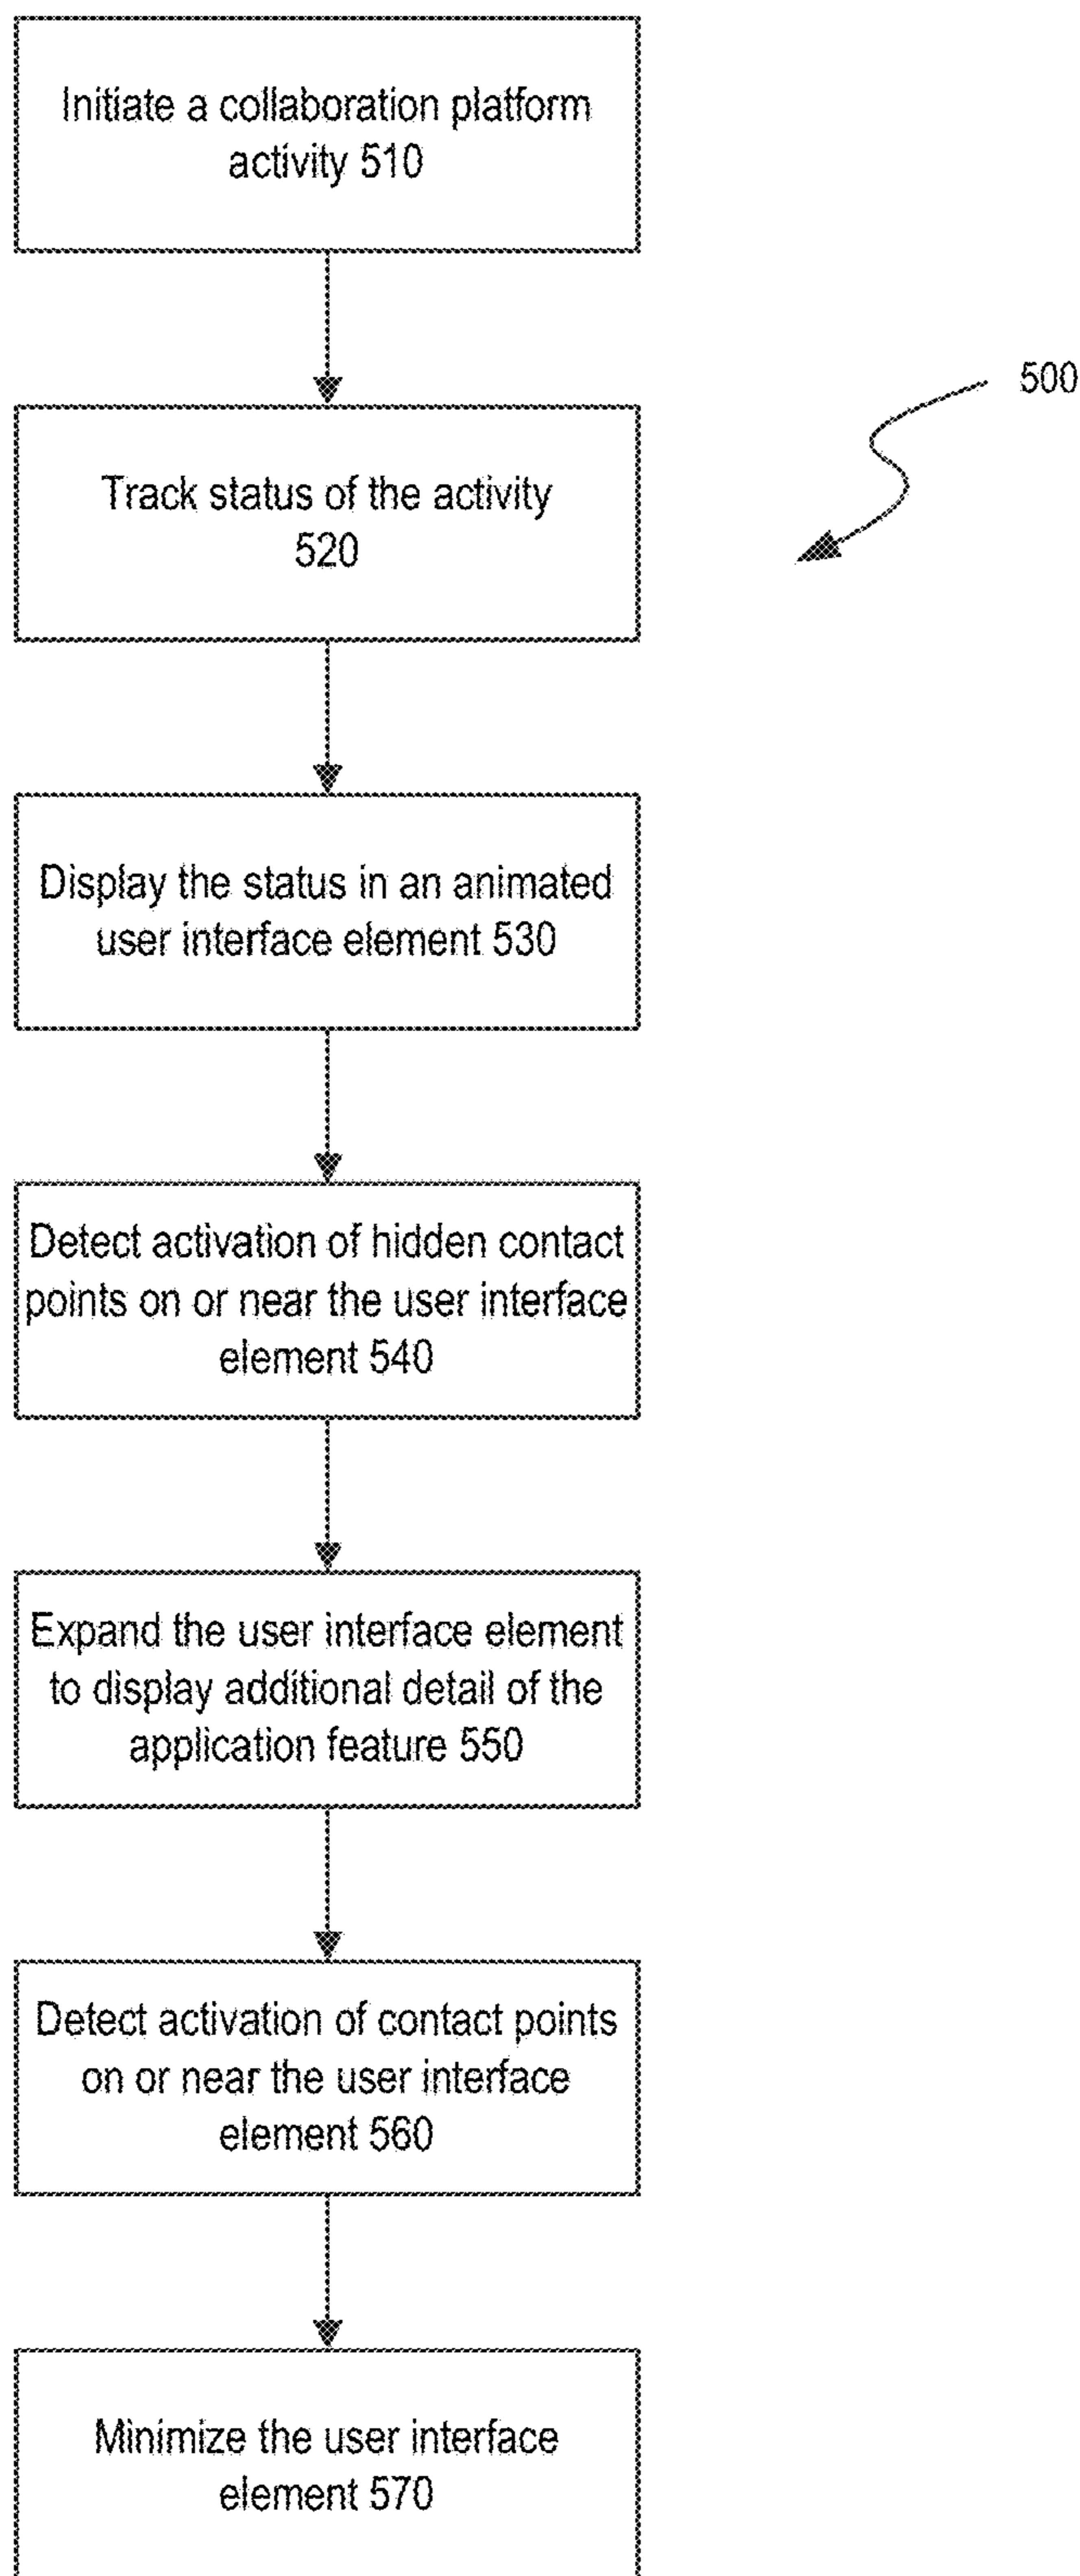 Initiate a collaboration platform
activity 510
500
Track status of the activity
520
Display the status in an animated
user interface element 530
Detect activation of hidden contact
points on or near the user interface
element 540
Expand the user interface element
to display additional detail of the
application feature 550
Detect activation of contact points
on or near the user interface
element 560
Minimize the user interface
element 570